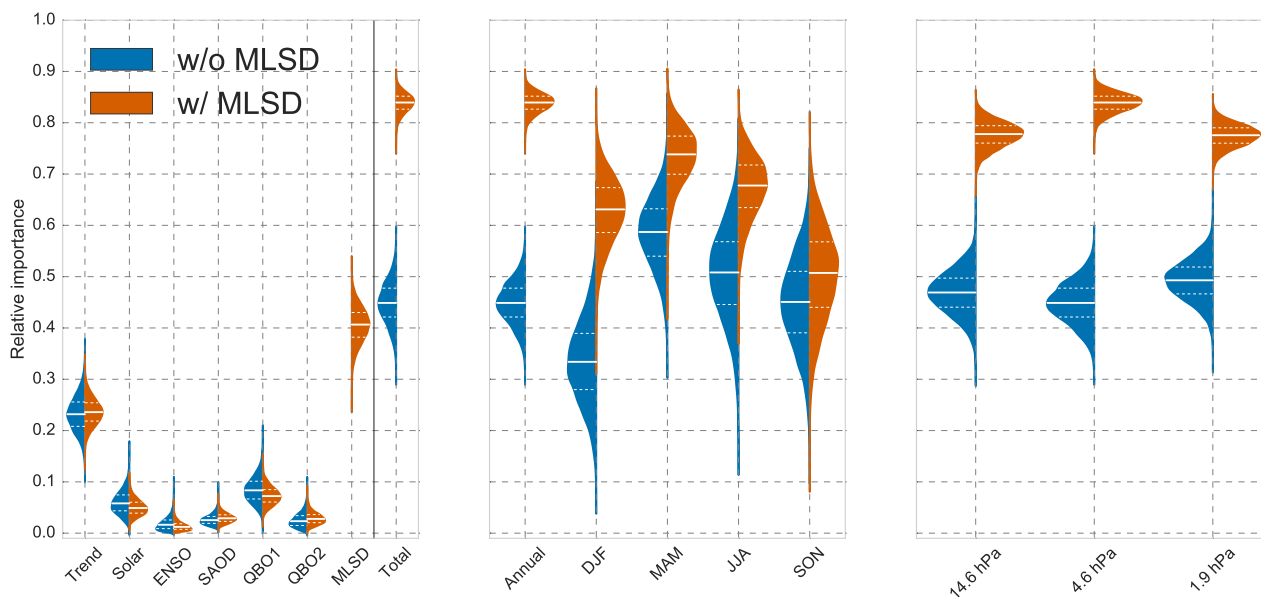 w/o MLSD
w/ MLSD
Relative importance
1.0
0.9
0.8
0.7
0.6
0.5
0.4
0.3
0.2
0.1
0.0
Trend
Solar
ENSO
SAOD
QBO1
QBO2
MLSD
Total
Annual
DJF
MAM
JJA
SON
14.6 hPa
4.6 hPa
1.9 hPa